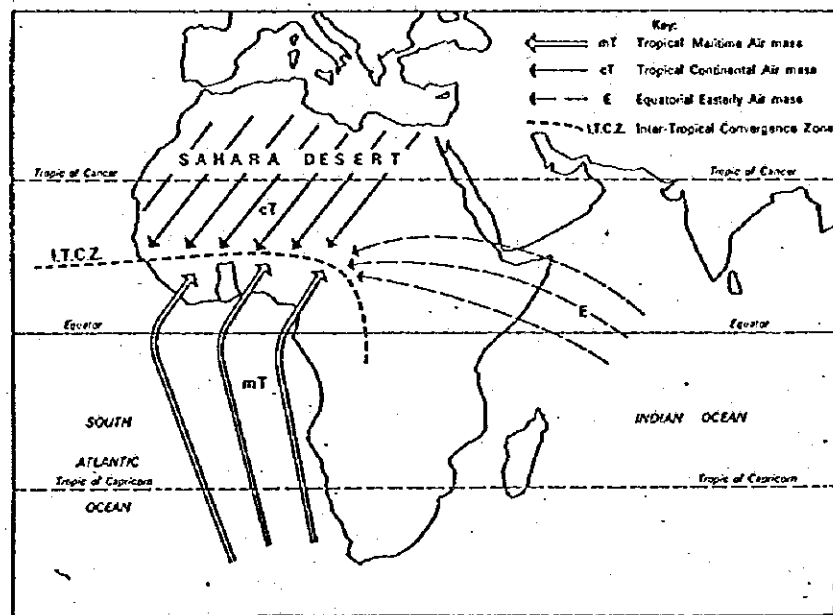 Key:
mT Tropical Maritime Air mass
cT Tropical Continental Air mass
E Equatorial Easterly Air mass
I.T.C.Z. Inter-Tropical Convergence Zone
SAHARA DESERT
Tropic of Cancer Tropic of Cancer
cT
I.T.C.Z.
E
Equator Equator
mT
SOUTH INDIAN OCEAN
ATLANTIC
Tropic of Capricorn Tropic of Capricorn
OCEAN